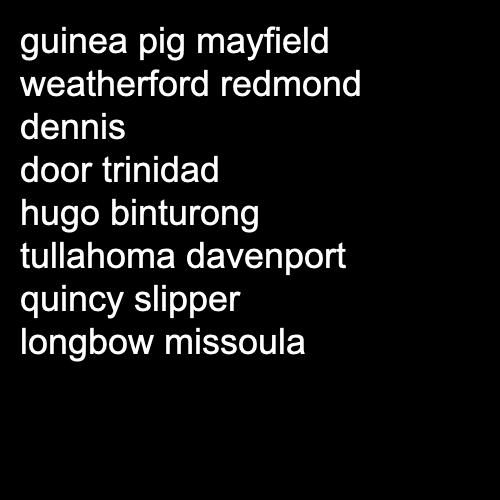 guinea pig mayfield
weatherford redmond
dennis
door trinidad
hugo binturong
tullahoma davenport
quincy slipper
longbow missoula